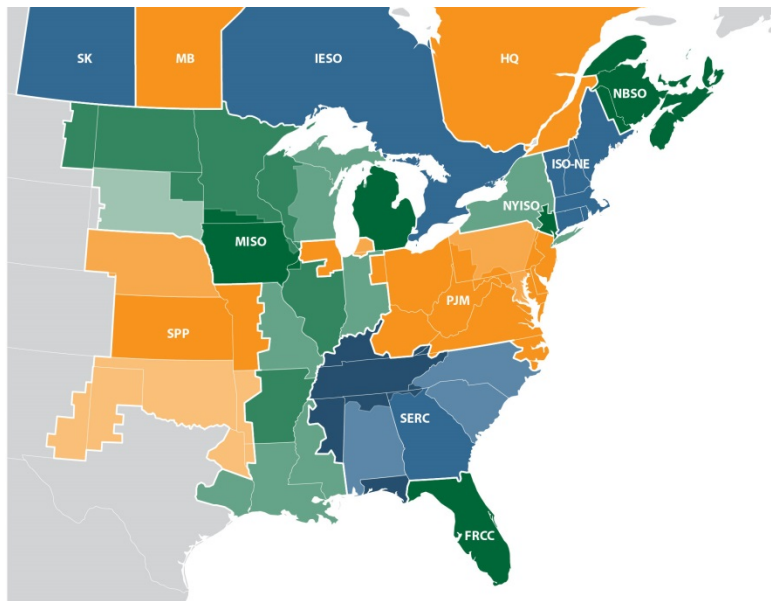 SK
MB
IESO
HQ
NBSO
ISO-NE
NYISO
MISO
PJM
SPP
SERC
FRCC